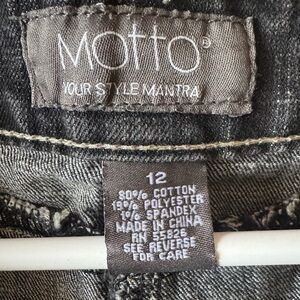 MOTTO®
YOUR STYLE MANTRA
12
80% COTTON
19% POLYESTER
1% SPANDEX
MADE IN CHINA
RN 55826
SEE REVERSE
FOR CARE